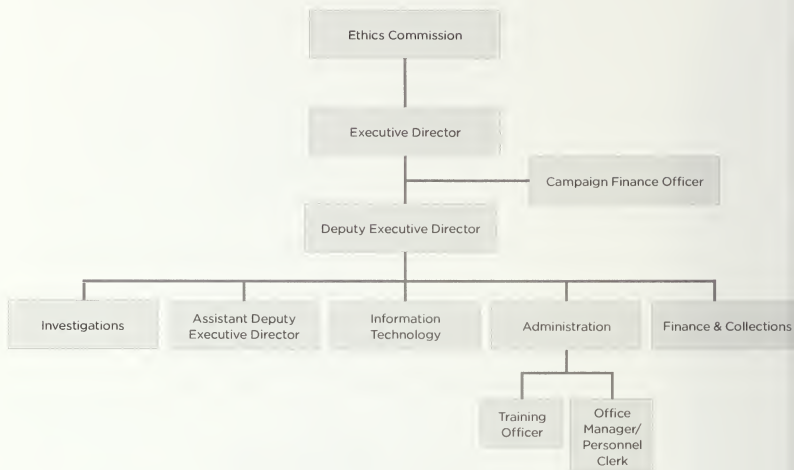 Ethics Commission
Executive Director
Campaign Finance Officer
Deputy Executive Director
Investigations
Assistant Deputy
Executive Director
Information
Technology
Administration
Finance & Collections
Training
Officer
Office
Manager/
Personnel
Clerk